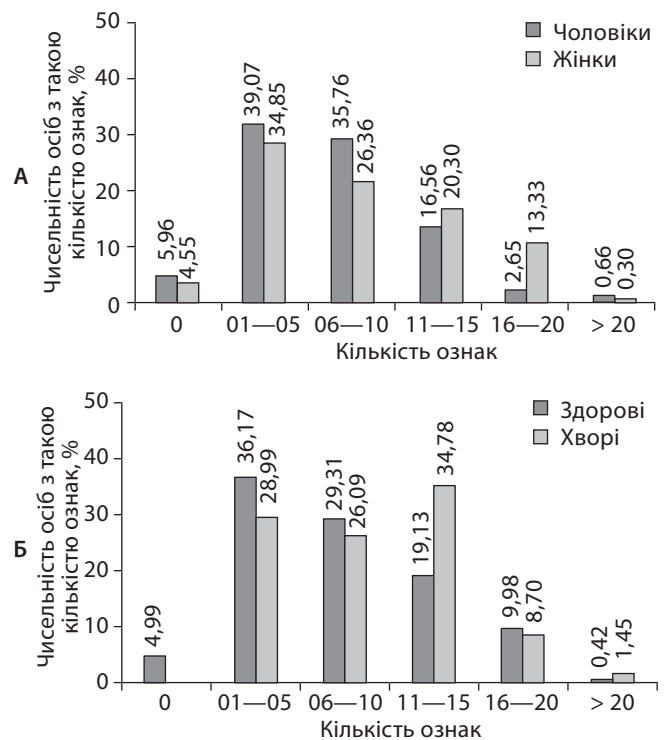 А
Чисельність осіб з такою
кількістю ознак, %
50
40
30
20
10
0
Чоловіки
Жінки
5,96
4,55
39,07
34,85
35,76
26,36
16,56
20,30
2,65
13,33
0,66
0,30
0 01—05 06—10 11—15 16—20 > 20
Кількість ознак
Б
Чисельність осіб з такою
кількістю ознак, %
50
40
30
20
10
0
Здорові
Хворі
4,99
36,17
28,99
29,31
26,09
19,13
34,78
9,98
8,70
0,42
1,45
0 01—05 06—10 11—15 16—20 > 20
Кількість ознак